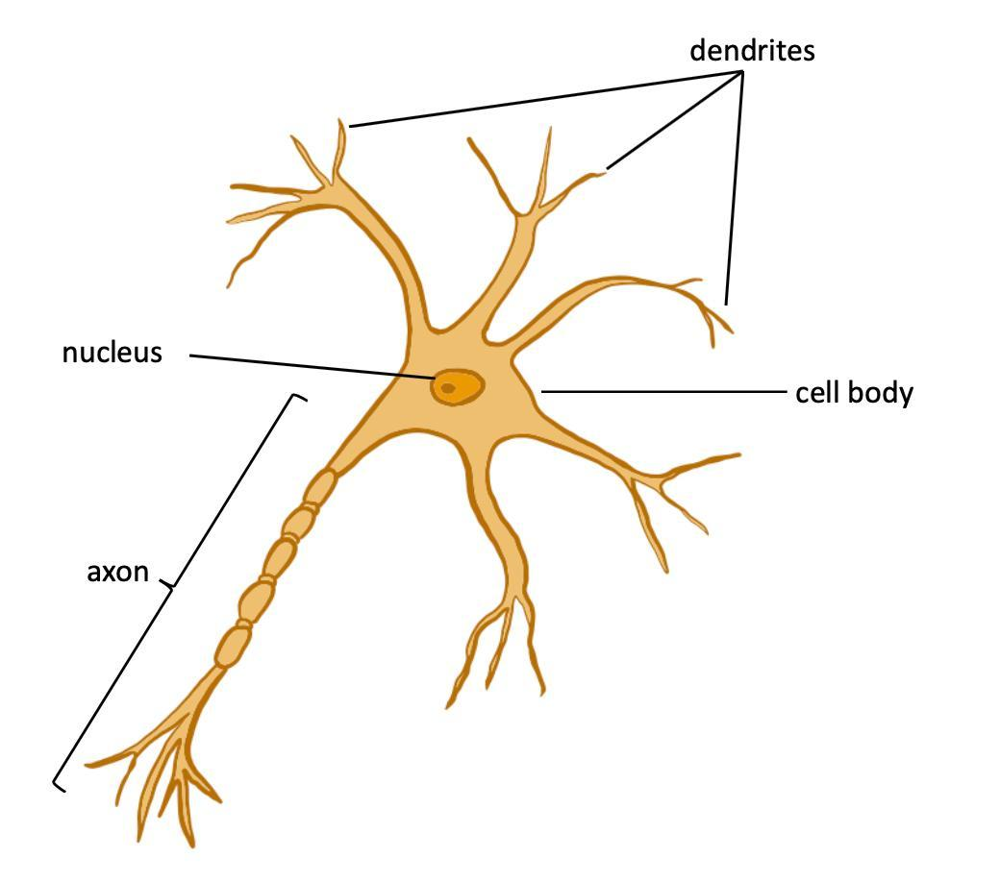 dendrites
nucleus
cell body
axon